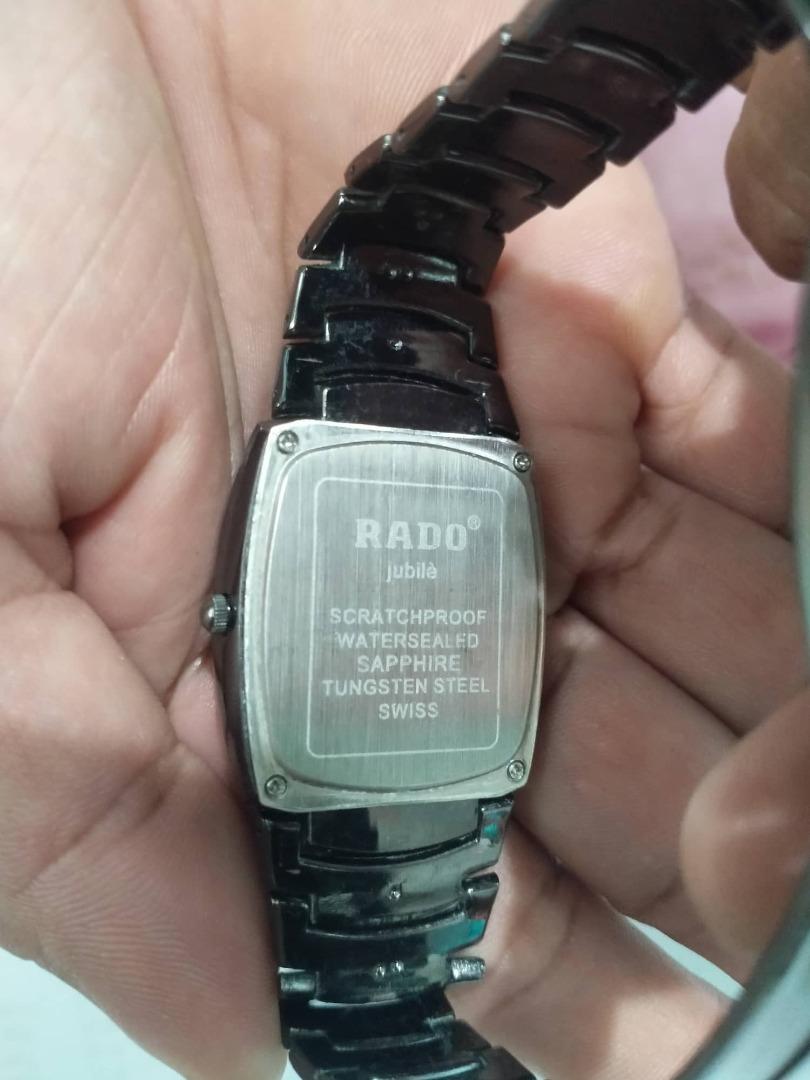 RADO®
jubilè
SCRATCHPROOF
WATERSEALED
SAPPHIRE
TUNGSTEN STEEL
SWISS